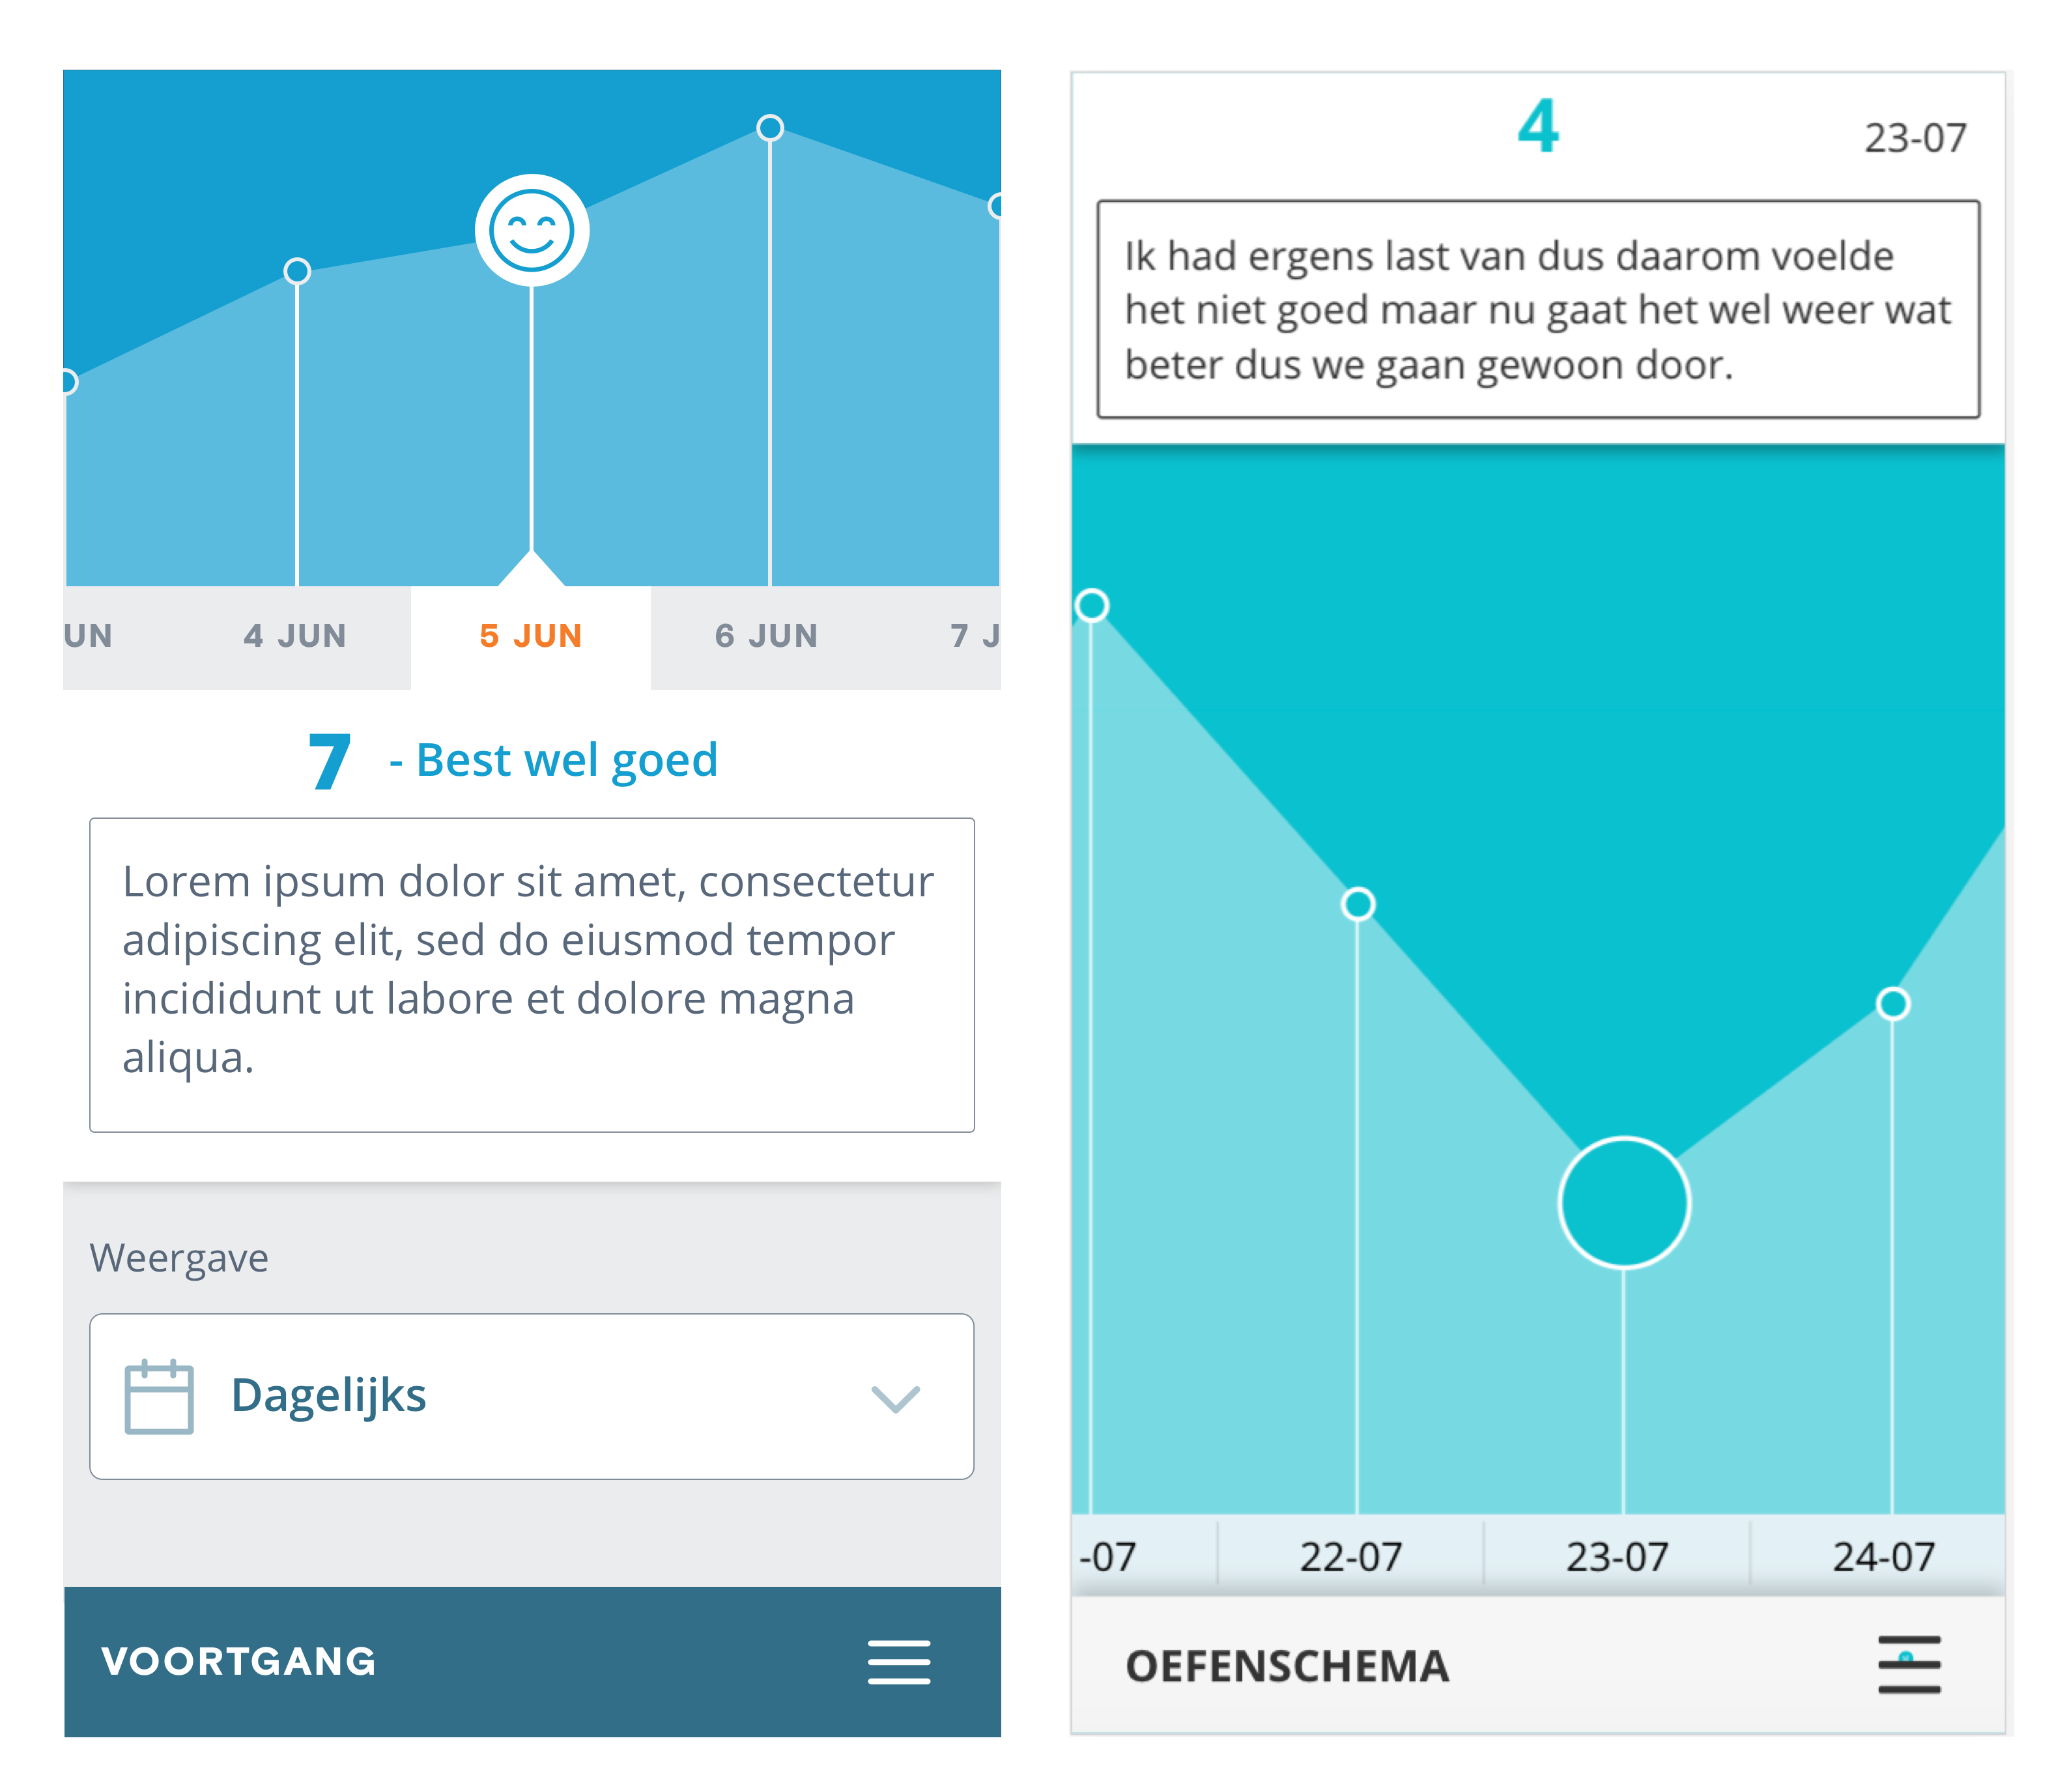 UN
4 JUN
5 JUN
6 JUN
7 J
7 - Best wel goed
Lorem ipsum dolor sit amet, consectetur
adipiscing elit, sed do eiusmod tempor
incididunt ut labore et dolore magna
aliqua.
Weergave
Dagelijks
VOORTGANG
4
23-07
Ik had ergens last van dus daarom voelde
het niet goed maar nu gaat het wel weer wat
beter dus we gaan gewoon door.
-07
22-07
23-07
24-07
OEFENSCHEMA